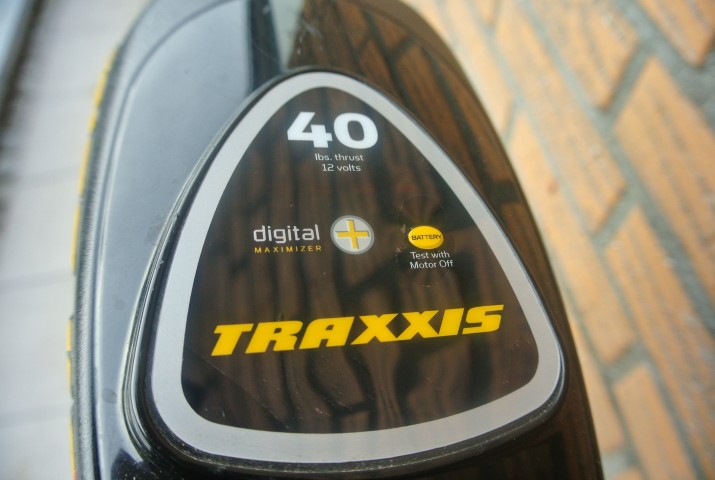 40
lbs. thrust
12 volts
digital
MAXIMIZER
BATTERY
Test with
Motor Off
TRAXXIS